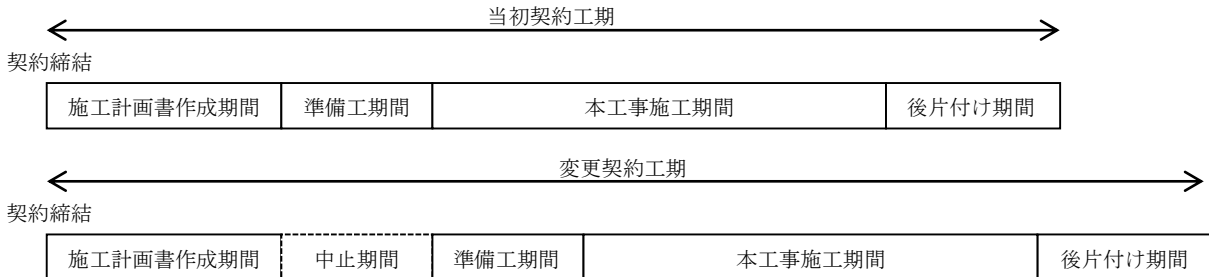 当初契約工期
契約締結
施工計画書作成期間 準備工期間 本工事施工期間 後片付け期間
変更契約工期
契約締結
施工計画書作成期間 中止期間 準備工期間 本工事施工期間 後片付け期間